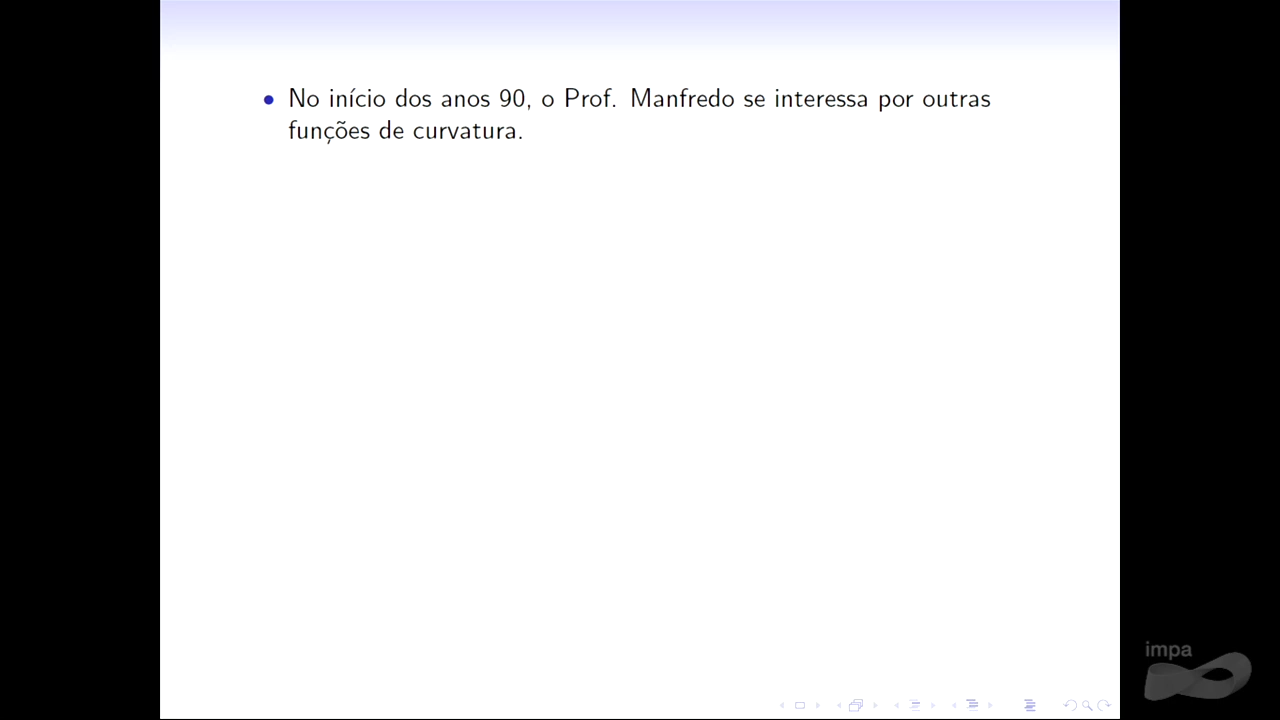 No início dos anos 90, o Prof. Manfredo se interessa por outras
funções de curvatura.
impa